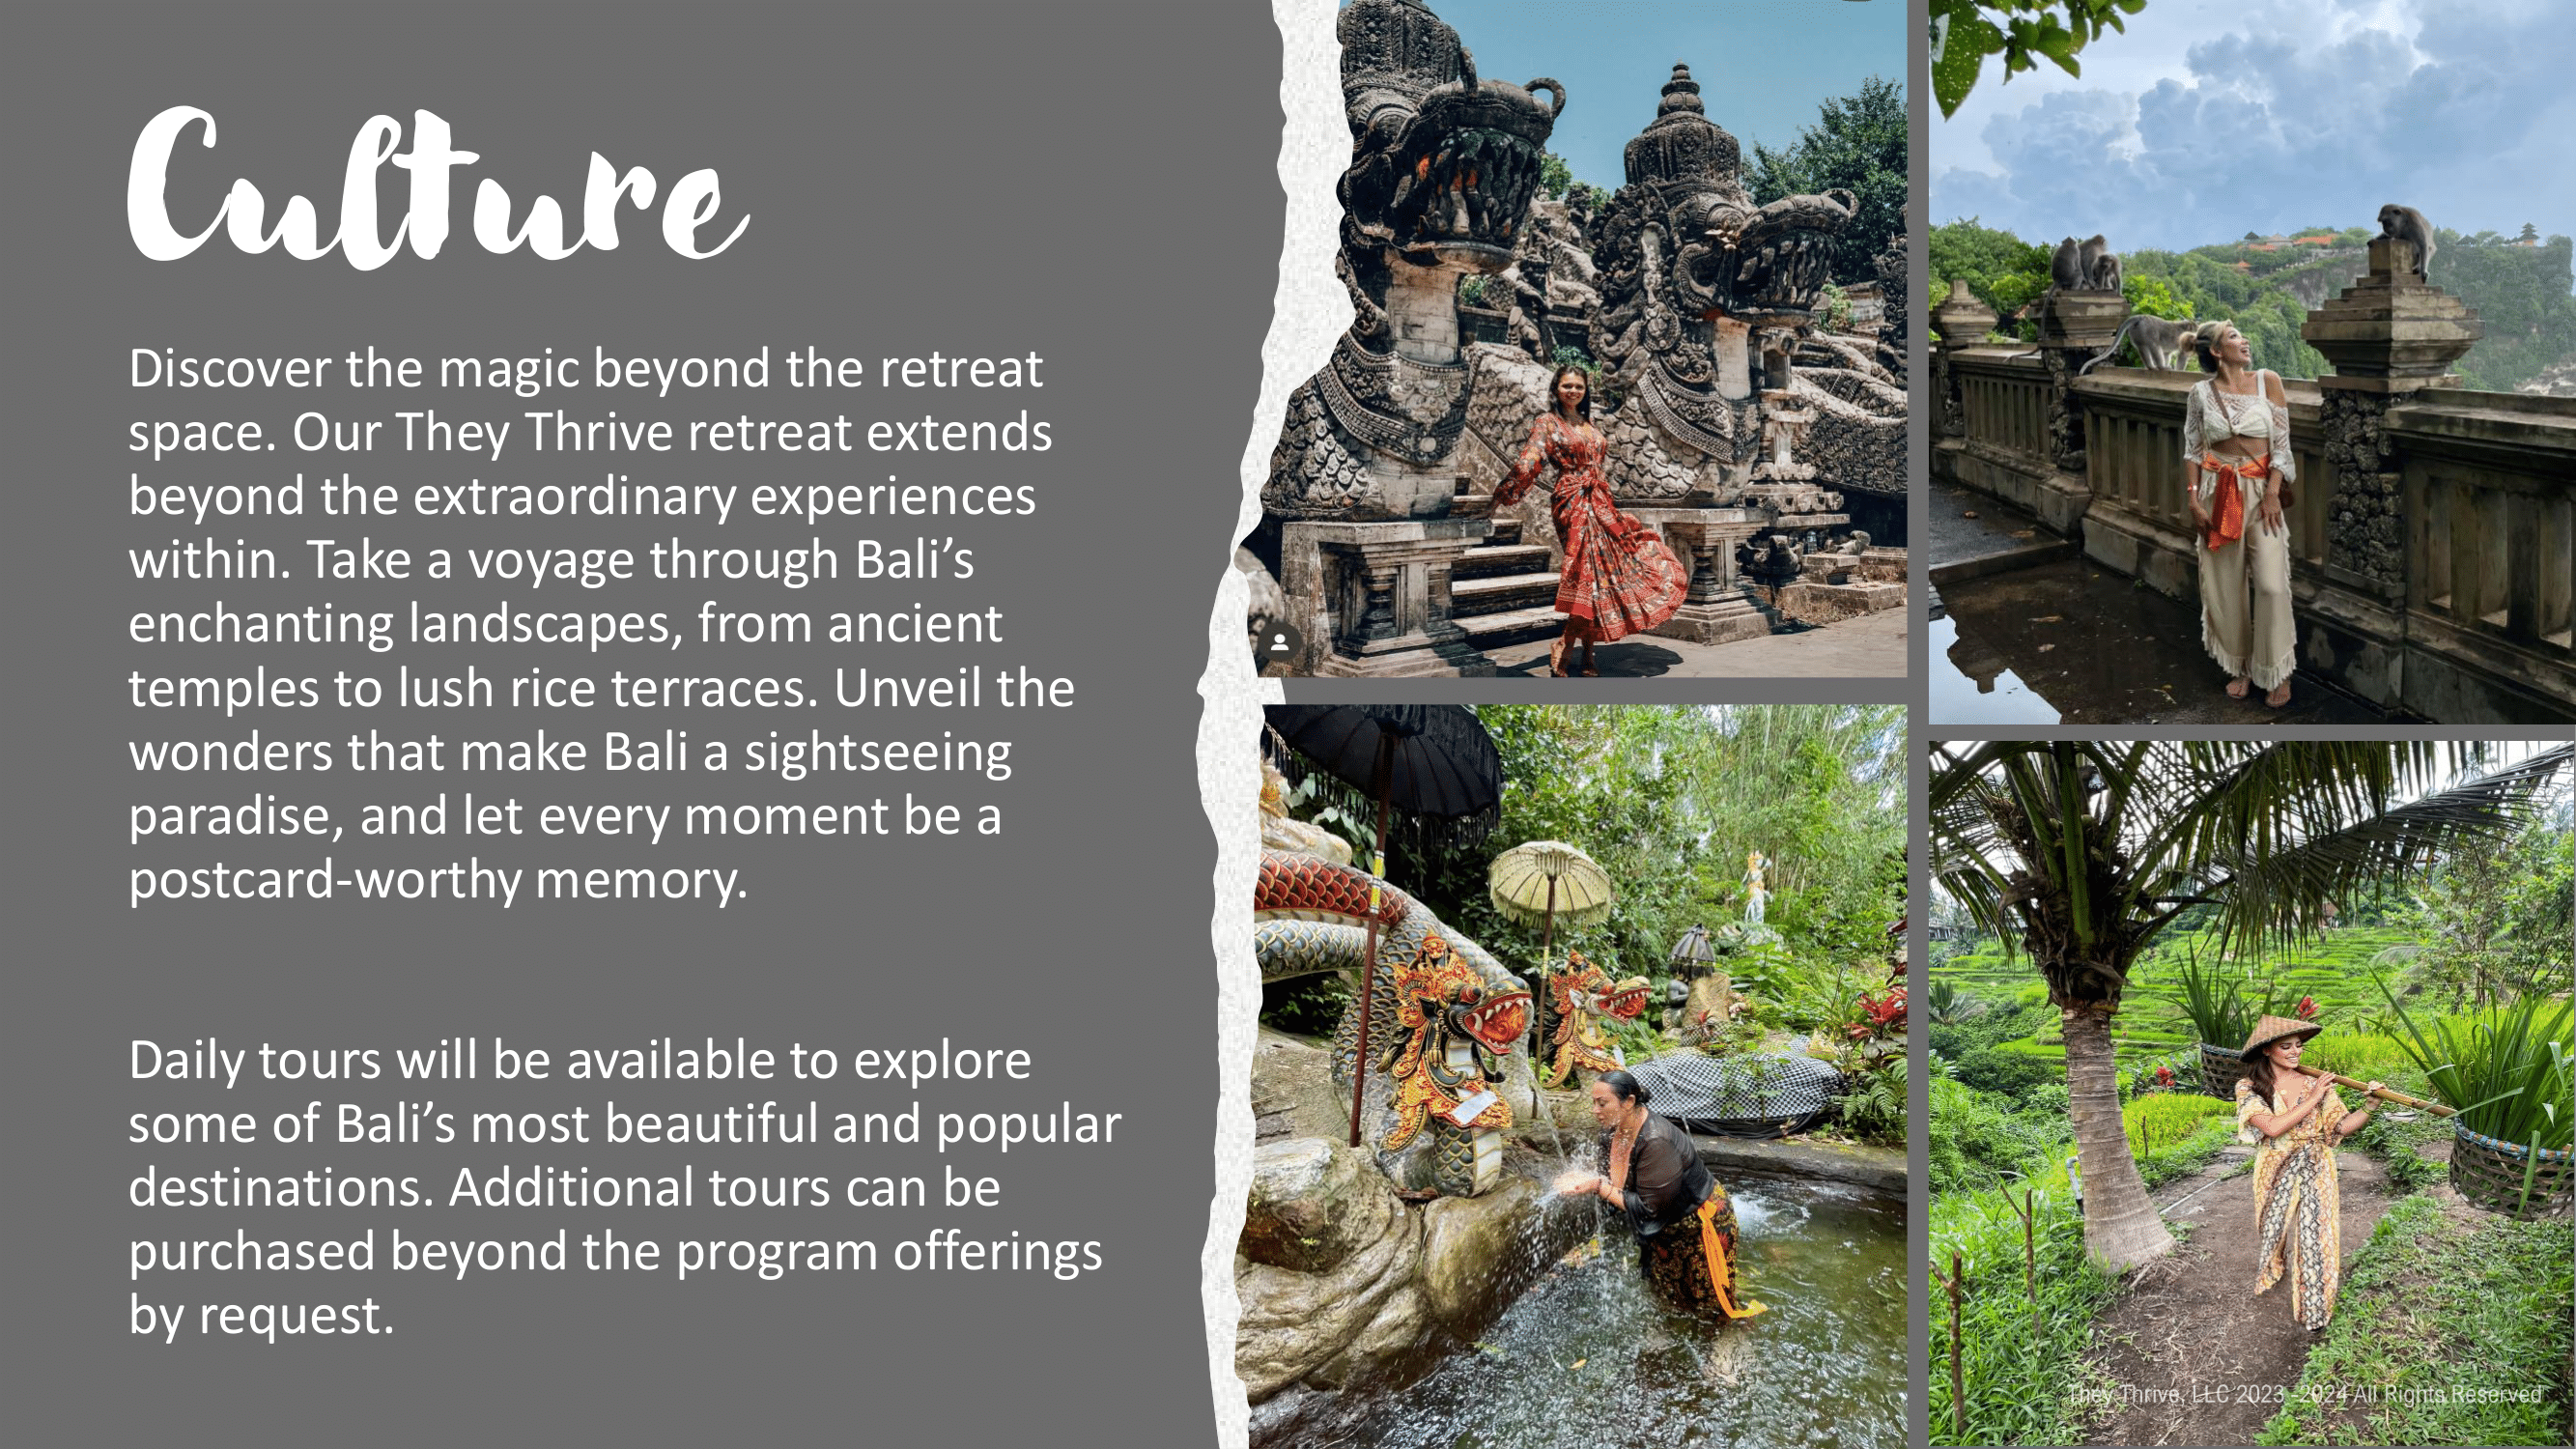 Culture
Discover the magic beyond the retreat
space. Our They Thrive retreat extends
beyond the extraordinary experiences
within. Take a voyage through Bali’s
enchanting landscapes, from ancient
temples to lush rice terraces. Unveil the
wonders that make Bali a sightseeing
paradise, and let every moment be a
postcard-worthy memory.
Daily tours will be available to explore
some of Bali’s most beautiful and popular
destinations. Additional tours can be
purchased beyond the program offerings
by request.
They Thrive, LLC 2023 -2024 All Rights Reserved